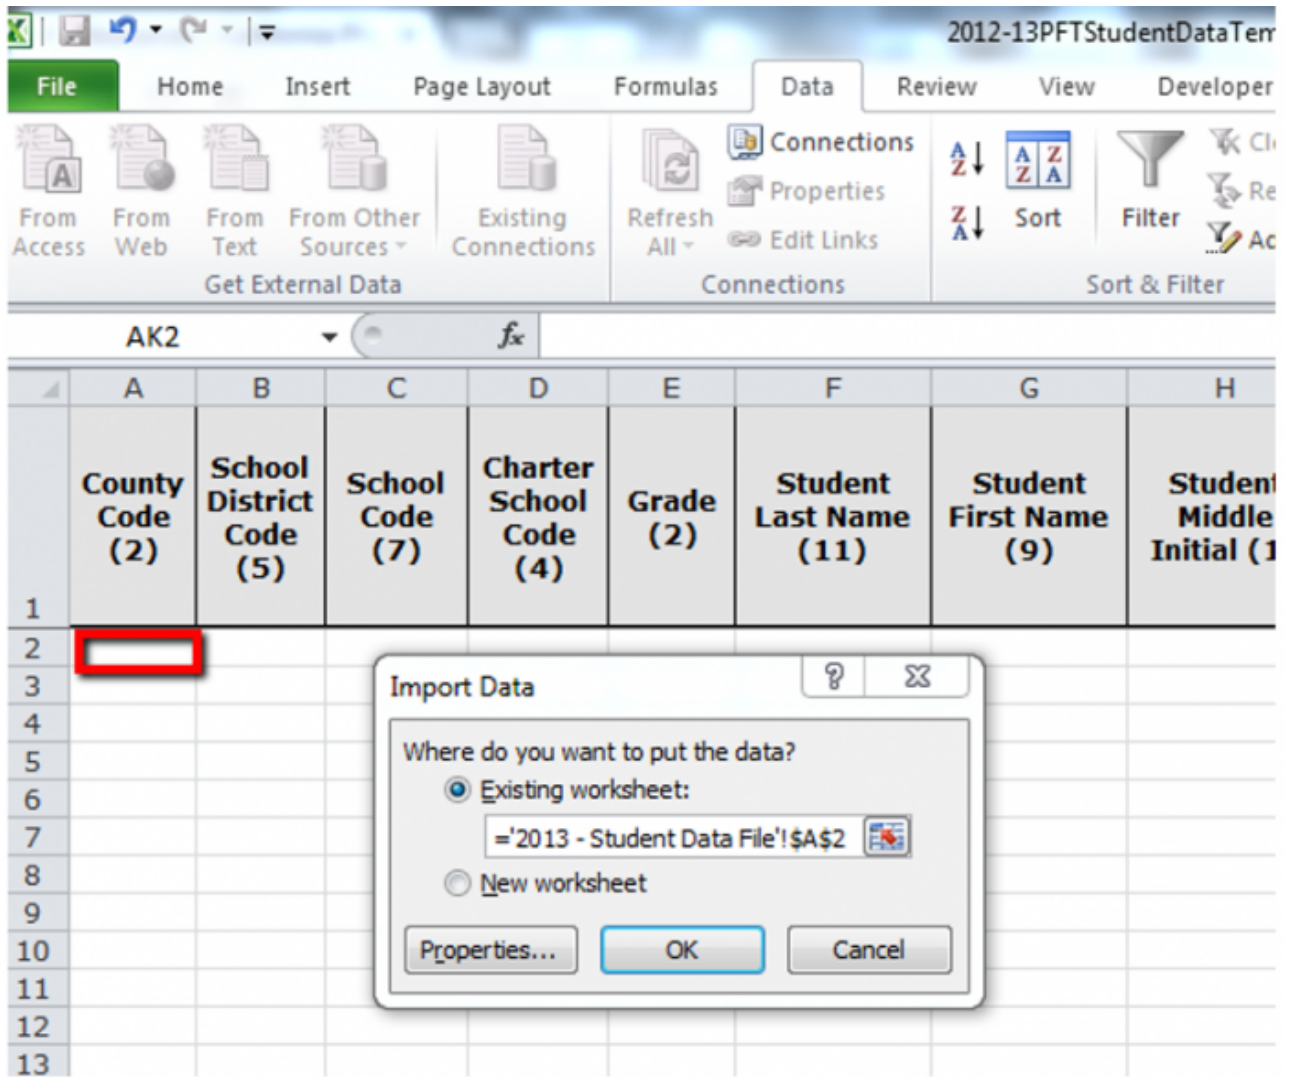 2012-13PFTStudentDataTem
File Home Insert Page Layout Formulas Data Review View Developer
From Access
From Web
From Text
From Other Sources
Existing Connections
Get External Data
Refresh All
Connections
Properties
Edit Links
Connections
Sort
Filter
Sort & Filter
AK2
fx
A B C D E F G H
1
County Code (2)
School District Code (5)
School Code (7)
Charter School Code (4)
Grade (2)
Student Last Name (11)
Student First Name (9)
Student Middle Initial (1
2
3
4
5
6
7
8
9
10
11
12
13
Import Data
Where do you want to put the data?
Existing worksheet:
='2013 - Student Data File'!$A$2
New worksheet
Properties...
OK
Cancel